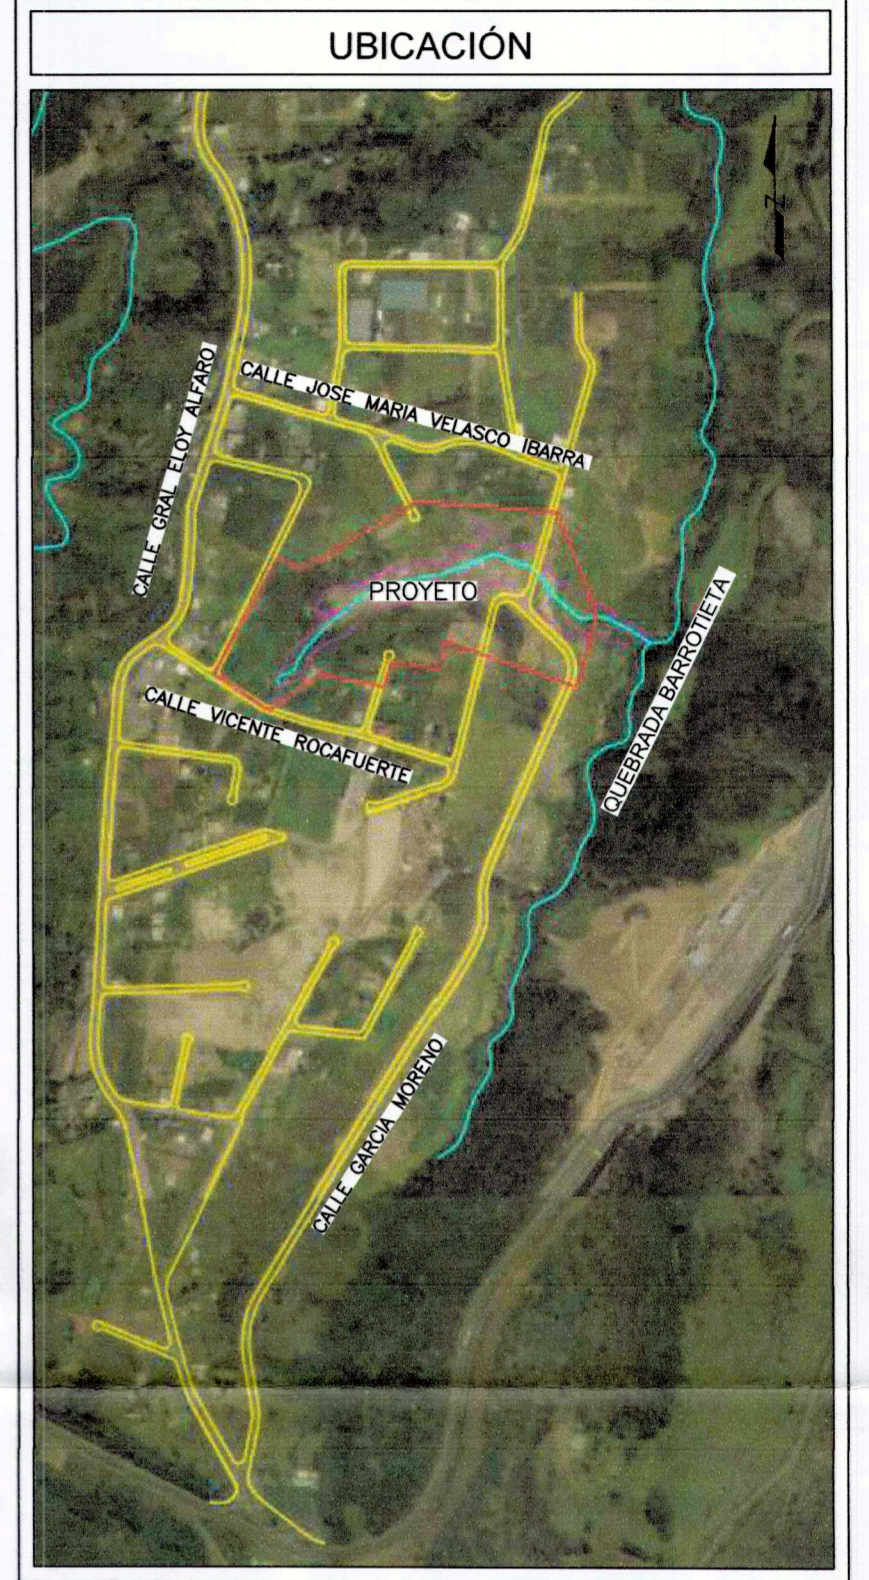 UBICACIÓN
N
CALLE JOSE MARIA VELASCO IBARRA
CALLE GRAL ELOY ALFARO
PROYETO
QUEBRADA BARROTIETA
CALLE VICENTE ROCAFUERTE
CALLE GARCIA MORENO